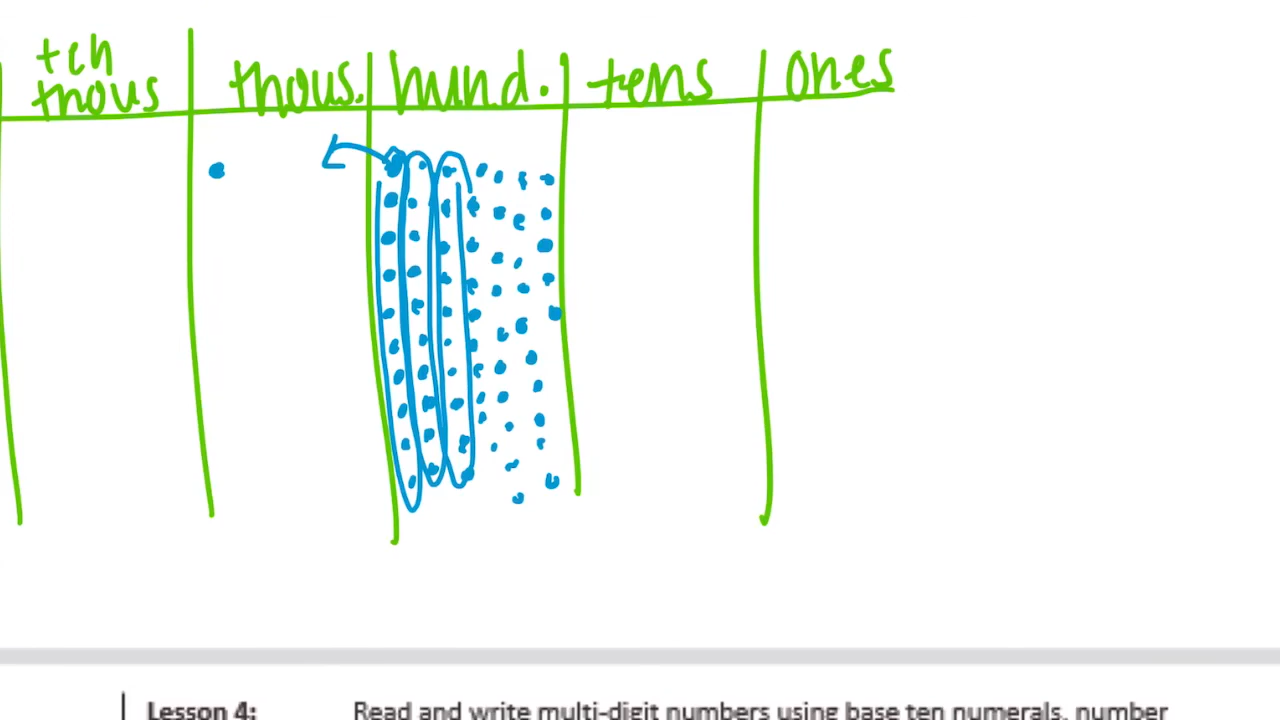 ten
thous thous. hund. tens ones
Lesson 4: Read and write multi-digit numbers using base ten numerals, number